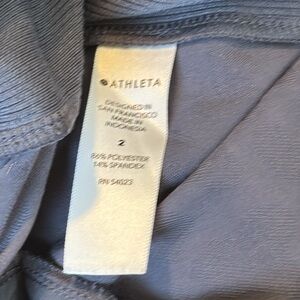 ATHLETA
DESIGNED IN
SAN FRANCISCO
MADE IN
INDONESIA
2
86% POLYESTER
14% SPANDEX
RN 54023